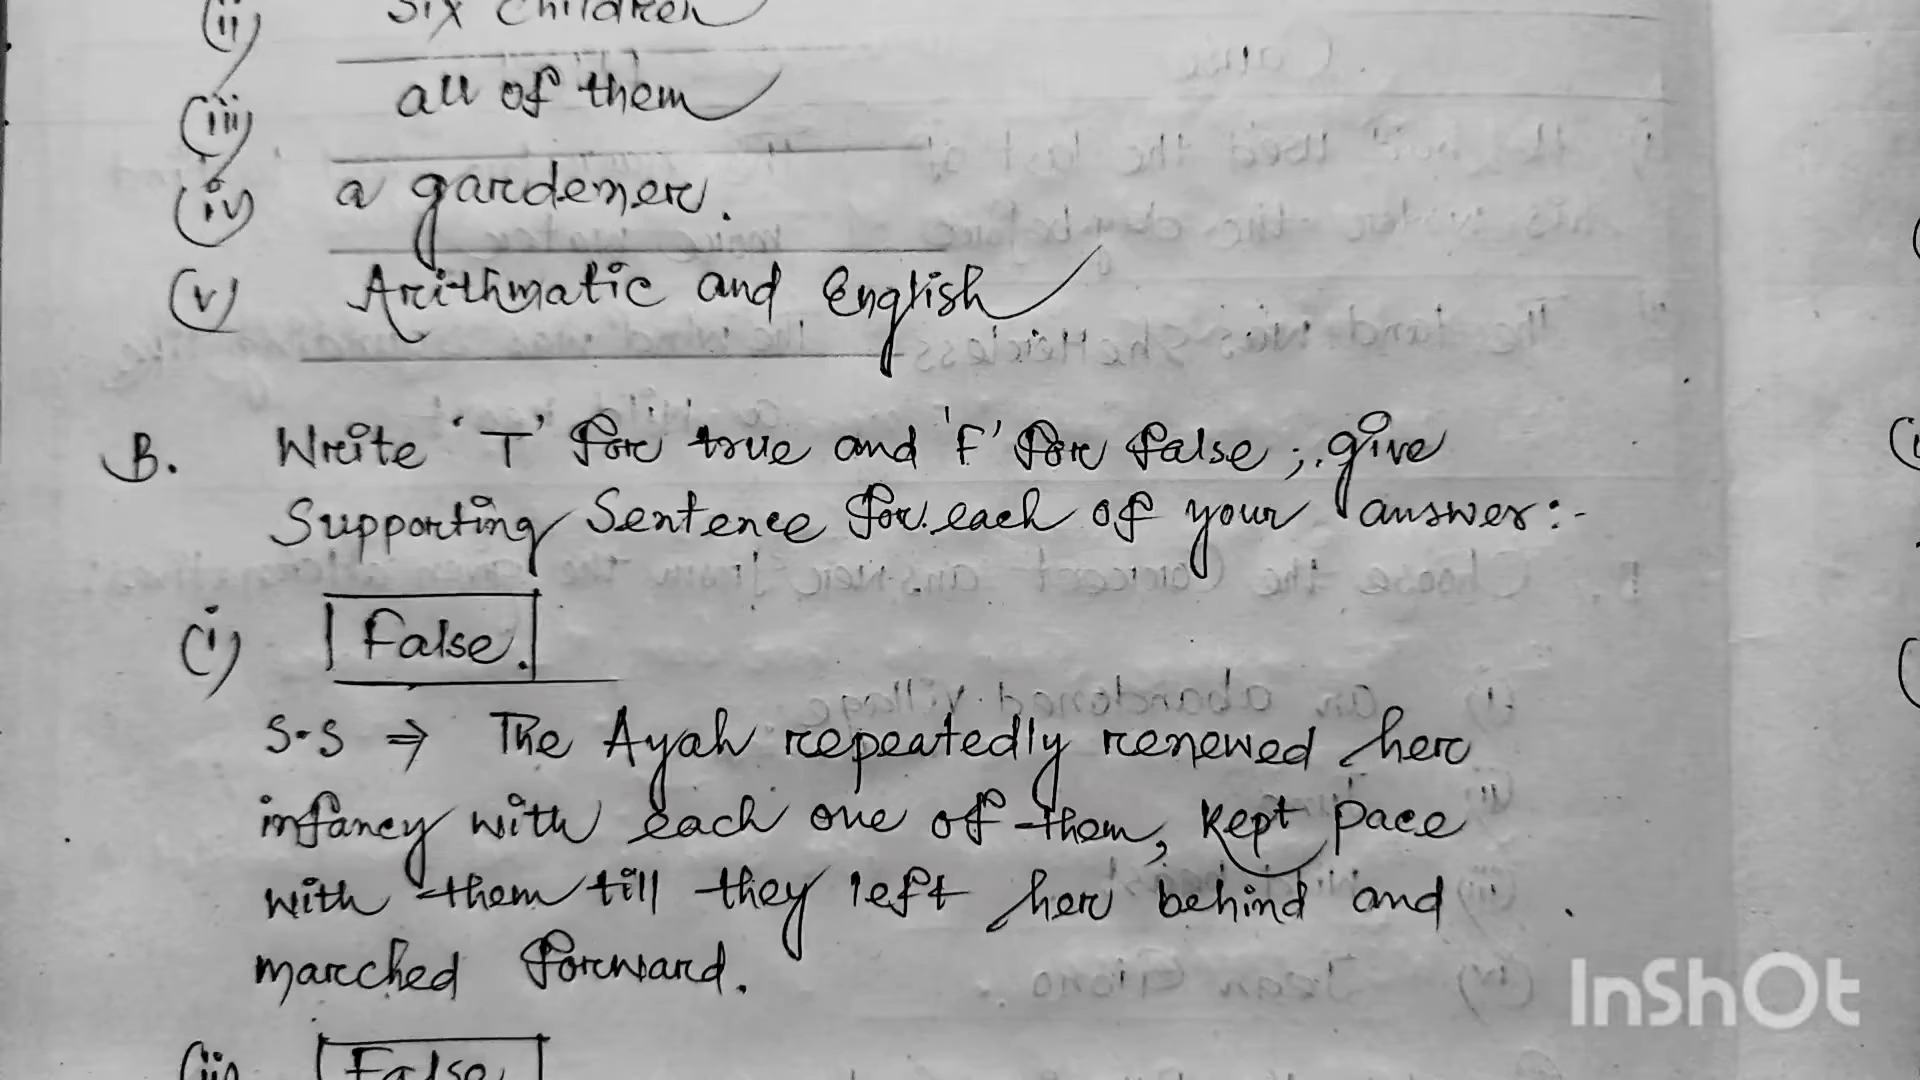 (ii) Six Children
(iii) all of them
(iv) a gardener.
(v) Arithmatic and English
B. Write 'T' for true and 'F' for false; give
Supporting Sentence for each of your answer:-
(i) False.
S.S ⇒ The Ayah repeatedly renewed her
infancy with each one of them, kept pace
with them till they left her behind and
marched forward.
(ii) False
InShOt